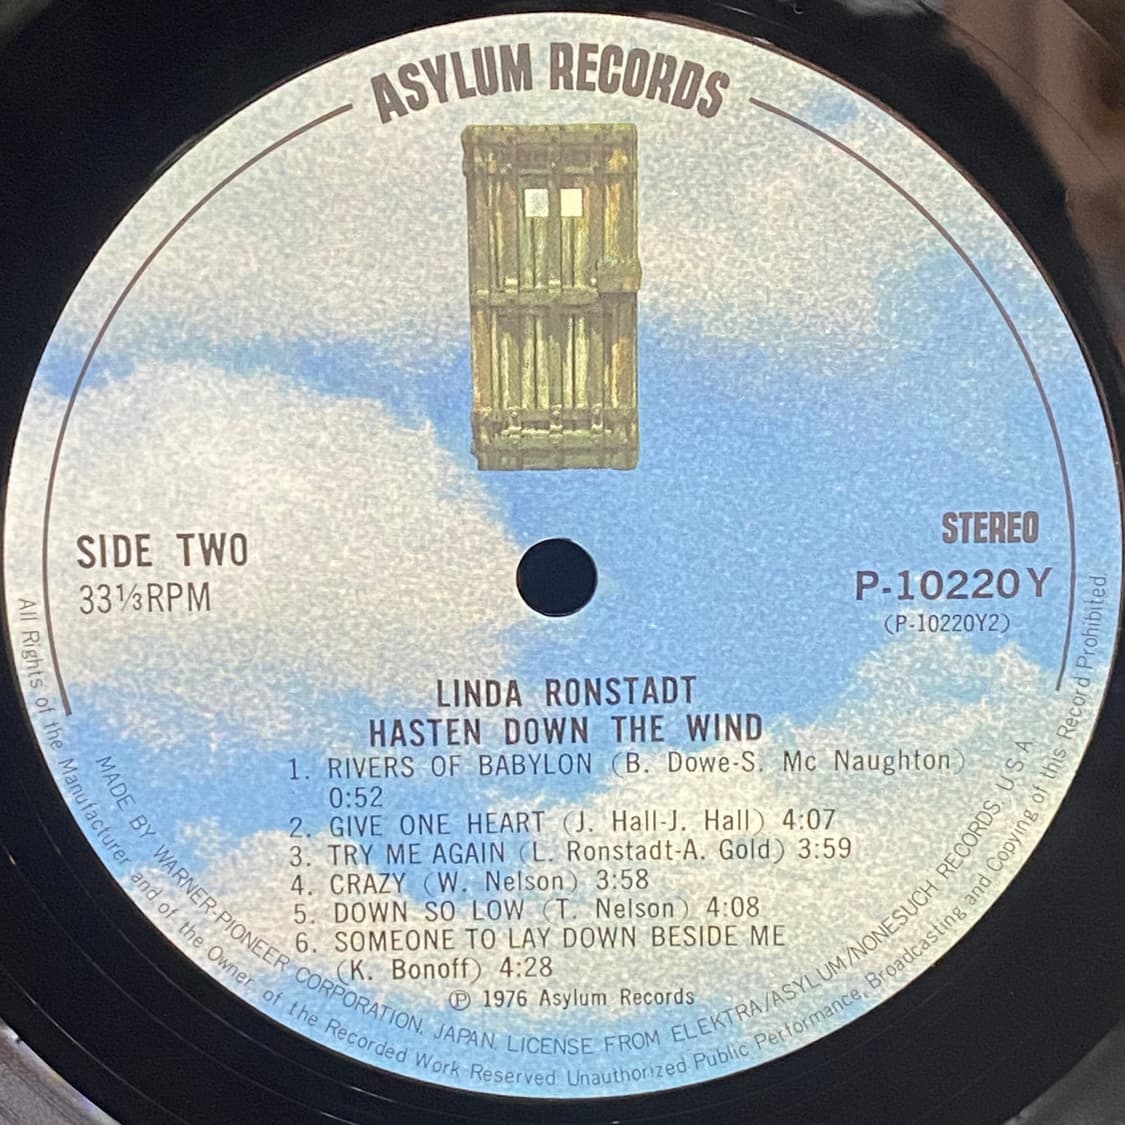 ASYLUM RECORDS
SIDE TWO
33⅓RPM
STEREO
P-10220Y
(P-10220Y2)
LINDA RONSTADT
HASTEN DOWN THE WIND
1. RIVERS OF BABYLON (B. Dowe-S. Mc Naughton)
0:52
2. GIVE ONE HEART (J. Hall-J. Hall) 4:07
3. TRY ME AGAIN (L. Ronstadt-A. Gold) 3:59
4. CRAZY (W. Nelson) 3:58
5. DOWN SO LOW (T. Nelson) 4:08
6. SOMEONE TO LAY DOWN BESIDE ME
(K. Bonoff) 4:28
℗ 1976 Asylum Records
MADE BY WARNER-PIONEER CORPORATION, JAPAN. LICENSE FROM ELEKTRA/ASYLUM/NONESUCH RECORDS, U.S.A.
All Rights of the Manufacturer and of the Owner of the Recorded Work Reserved Unauthorized Public Performance, Broadcasting and Copying of this Record Prohibited